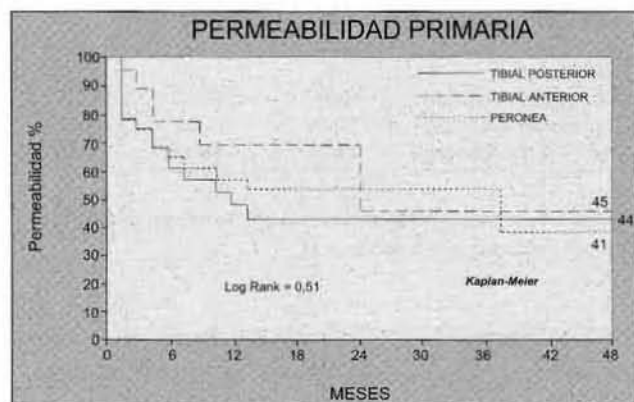 PERMEABILIDAD PRIMARIA
Permeabilidad %
100
90
80
70
60
50
40
30
20
10
0
TIBIAL POSTERIOR
TIBIAL ANTERIOR
PERONEA
45
44
41
Log Rank = 0,51
Kaplan-Meier
0 6 12 18 24 30 36 42 48
MESES